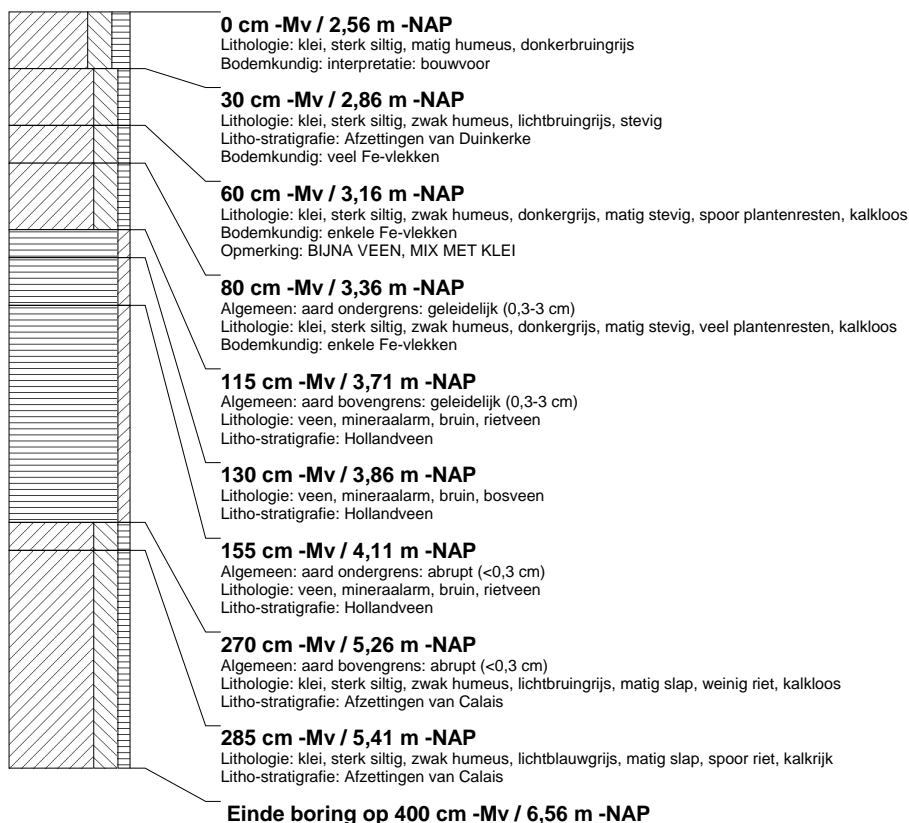 0 cm -Mv / 2,56 m -NAP
Lithologie: klei, sterk siltig, matig humeus, donkerbruingrijs
Bodemkundig: interpretatie: bouwvoor
30 cm -Mv / 2,86 m -NAP
Lithologie: klei, sterk siltig, zwak humeus, lichtbruingrijs, stevig
Litho-stratigrafie: Afzettingen van Duinkerke
Bodemkundig: veel Fe-vlekken
60 cm -Mv / 3,16 m -NAP
Lithologie: klei, sterk siltig, zwak humeus, donkergrijs, matig stevig, spoor plantenresten, kalkloos
Bodemkundig: enkele Fe-vlekken
Opmerking: BIJNA VEEN, MIX MET KLEI
80 cm -Mv / 3,36 m -NAP
Algemeen: aard ondergrens: geleidelijk (0,3-3 cm)
Lithologie: klei, sterk siltig, zwak humeus, donkergrijs, matig stevig, veel plantenresten, kalkloos
Bodemkundig: enkele Fe-vlekken
115 cm -Mv / 3,71 m -NAP
Algemeen: aard bovengrens: geleidelijk (0,3-3 cm)
Lithologie: veen, mineraalarm, bruin, rietveen
Litho-stratigrafie: Hollandveen
130 cm -Mv / 3,86 m -NAP
Lithologie: veen, mineraalarm, bruin, bosveen
Litho-stratigrafie: Hollandveen
155 cm -Mv / 4,11 m -NAP
Algemeen: aard ondergrens: abrupt (<0,3 cm)
Lithologie: veen, mineraalarm, bruin, rietveen
Litho-stratigrafie: Hollandveen
270 cm -Mv / 5,26 m -NAP
Algemeen: aard bovengrens: abrupt (<0,3 cm)
Lithologie: klei, sterk siltig, zwak humeus, lichtbruingrijs, matig slap, weinig riet, kalkloos
Litho-stratigrafie: Afzettingen van Calais
285 cm -Mv / 5,41 m -NAP
Lithologie: klei, sterk siltig, zwak humeus, lichtblauwgrijs, matig slap, spoor riet, kalkrijk
Litho-stratigrafie: Afzettingen van Calais
Einde boring op 400 cm -Mv / 6,56 m -NAP